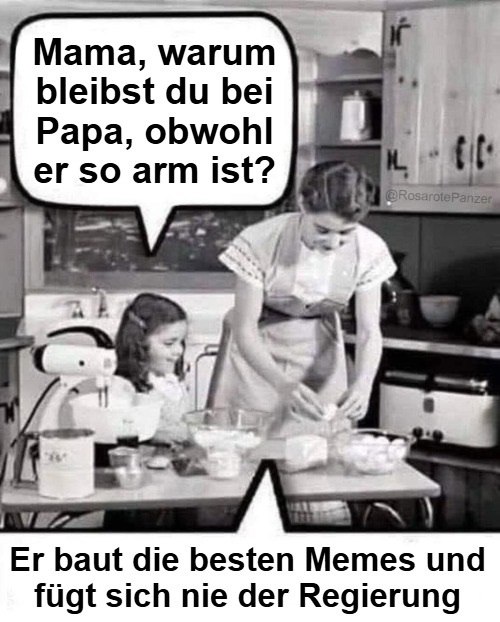 Mama, warum
bleibst du bei
Papa, obwohl
er so arm ist?
@RosarotePanzer
Er baut die besten Memes und
fügt sich nie der Regierung